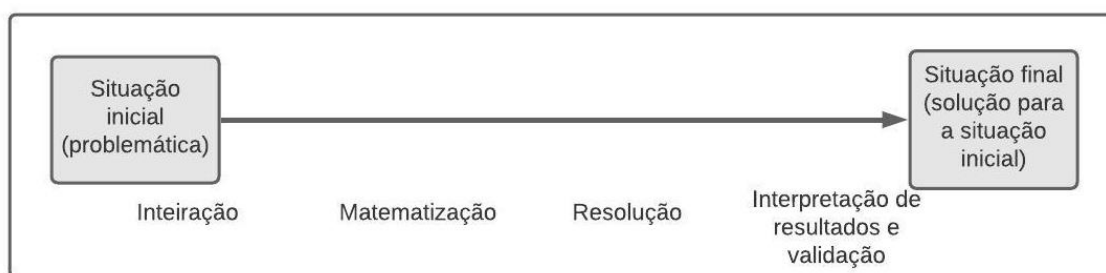 Situação
inicial
(problemática)
Situação final
(solução para
a situação
inicial)
Inteiração
Matematização
Resolução
Interpretação de
resultados e
validação